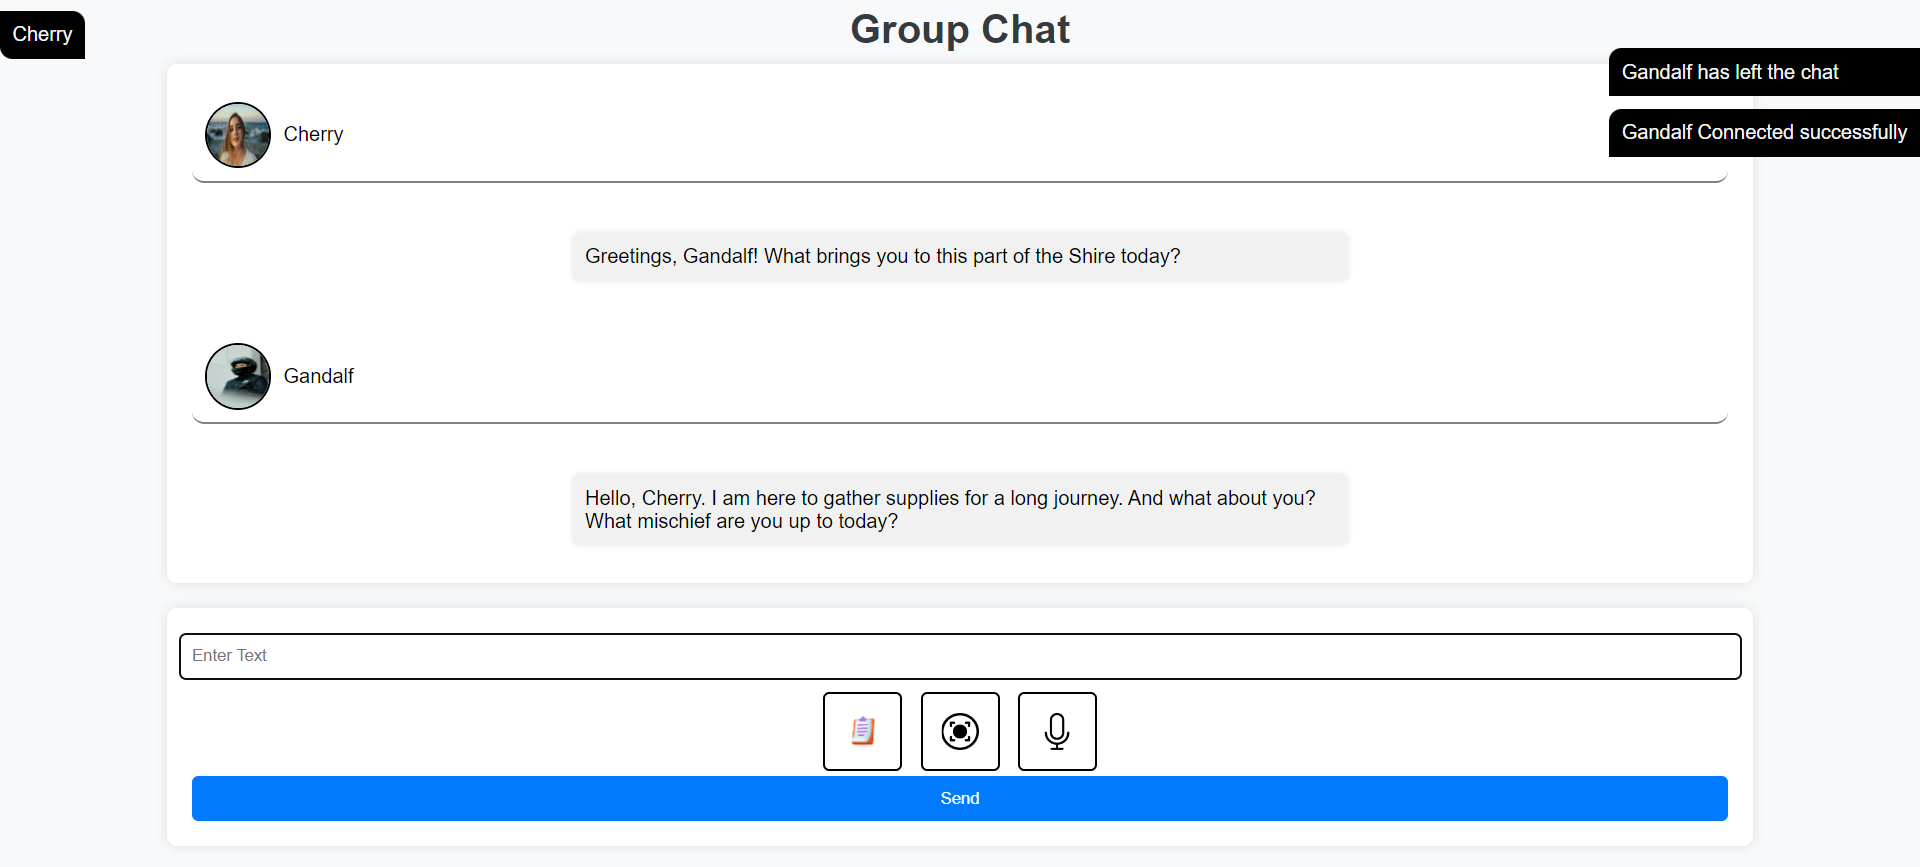 Cherry
Group Chat
Gandalf has left the chat
Gandalf Connected successfully
Cherry
Greetings, Gandalf! What brings you to this part of the Shire today?
Gandalf
Hello, Cherry. I am here to gather supplies for a long journey. And what about you?
What mischief are you up to today?
Enter Text
Send